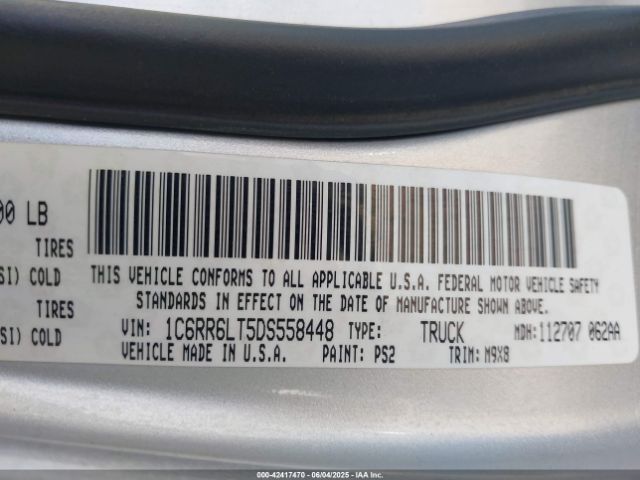 00 LB
TIRES
SI) COLD
TIRES
SI) COLD
THIS VEHICLE CONFORMS TO ALL APPLICABLE U.S.A. FEDERAL MOTOR VEHICLE SAFETY
STANDARDS IN EFFECT ON THE DATE OF MANUFACTURE SHOWN ABOVE.
VIN: 1C6RR6LT5DS558448 TYPE: TRUCK MDH:112707 062AA
VEHICLE MADE IN U.S.A. PAINT: PS2 TRIM: M9X8
000-42417470 - 06/04/2025 - IAA Inc.